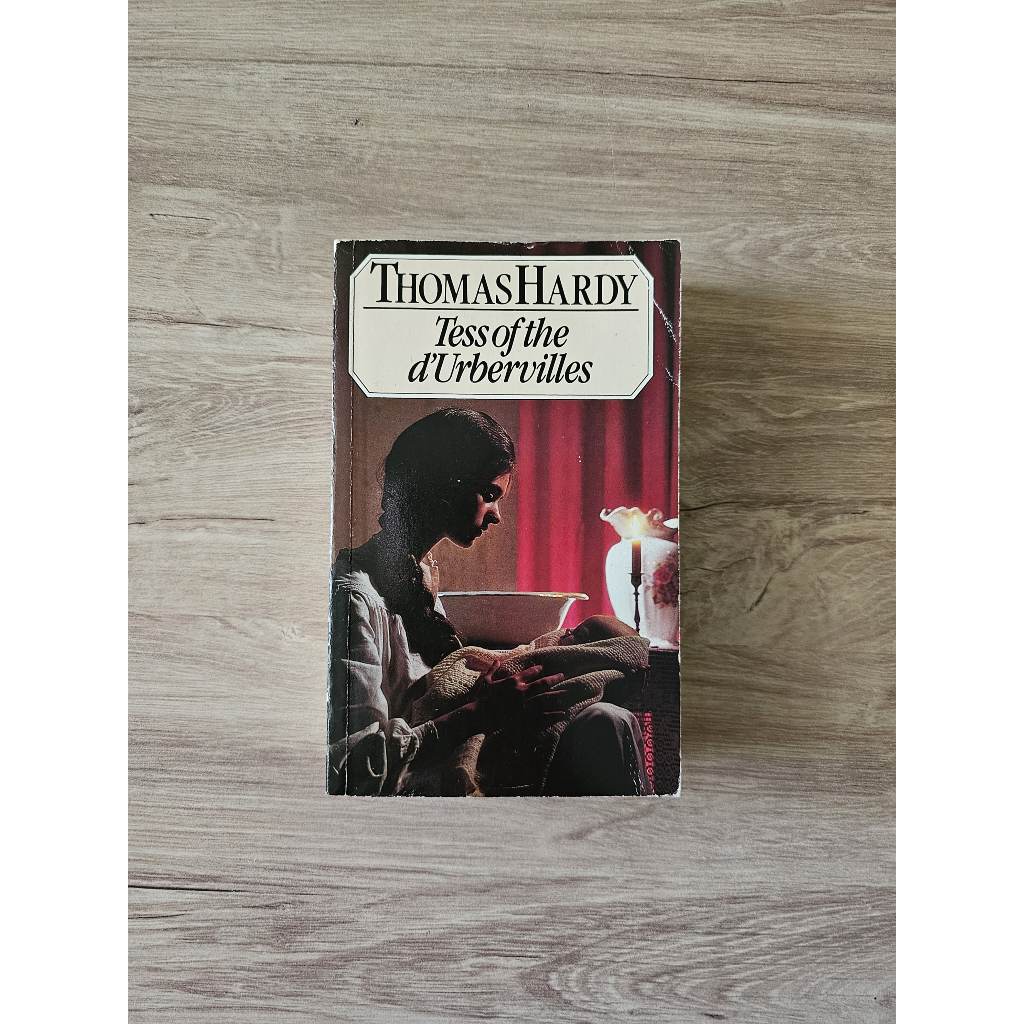 THOMAS HARDY
Tess of the
d'Urbervilles